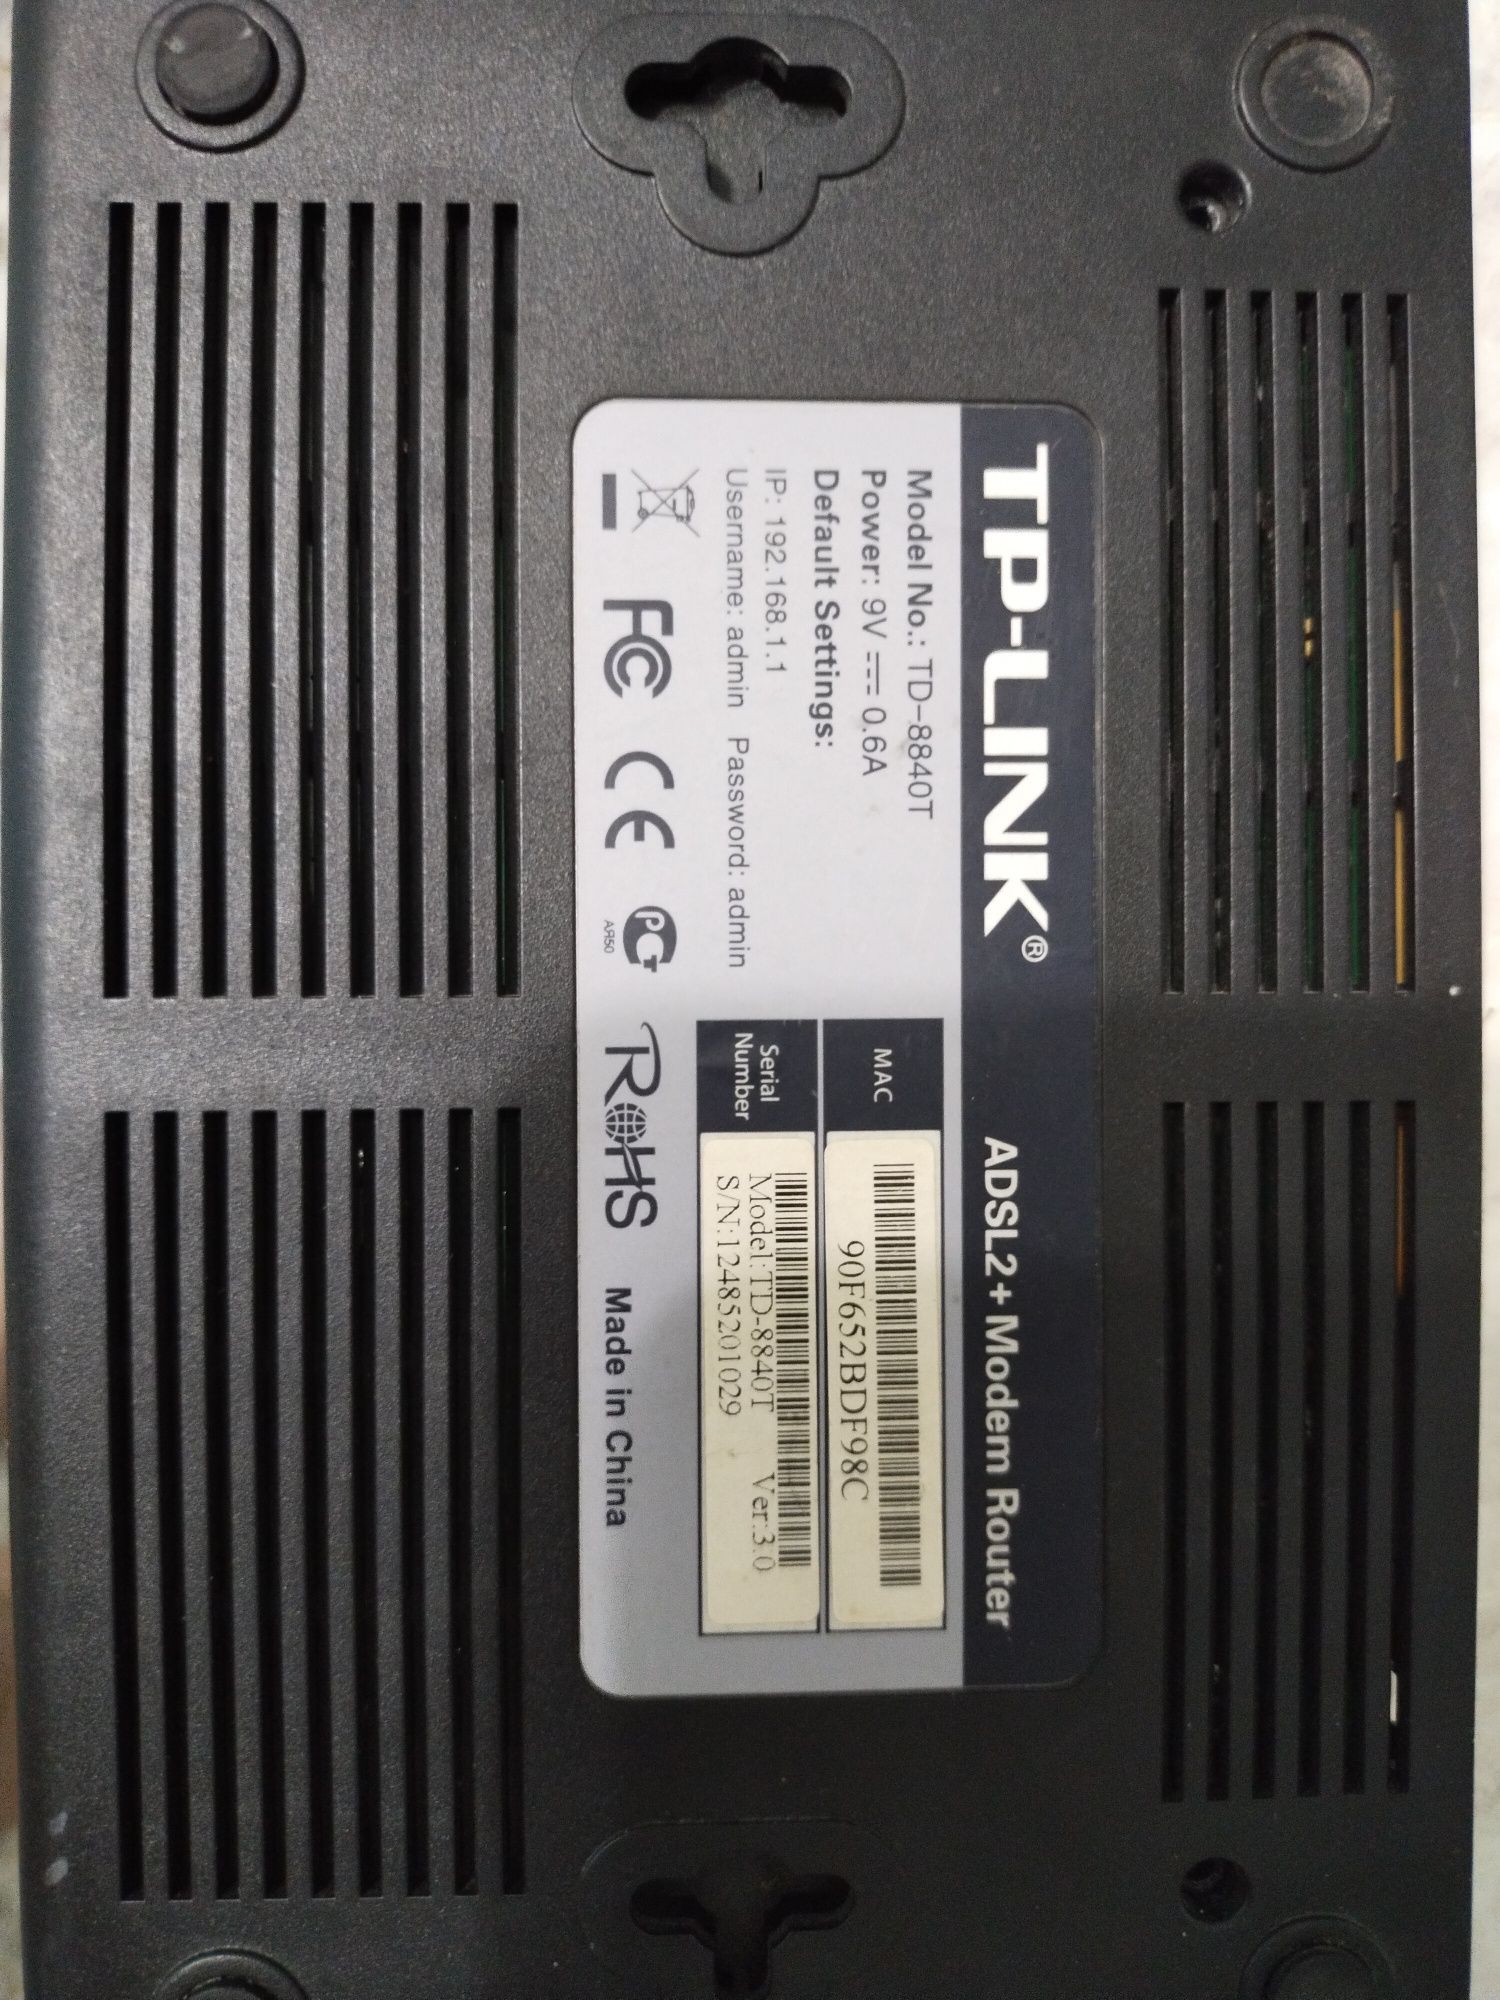 TP-LINK® ADSL2+ Modem Router
Model No.: TD-8840T
Power: 9V ⎓ 0.6A
Default Settings:
IP: 192.168.1.1
Username: admin Password: admin
MAC
90F652BDF98C
Serial
Number
Model:TD-8840T Ver:3.0
S/N:12485201029
FC CE PCT
АЯ50
RoHS
Made in China